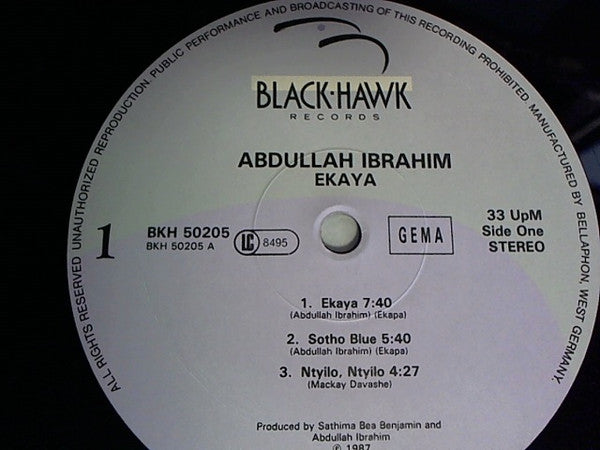 ALL RIGHTS RESERVED UNAUTHORIZED REPRODUCTION. PUBLIC PERFORMANCE AND BROADCASTING OF THIS RECORDING PROHIBITED. MANUFACTURED BY BELLAPHON, WEST GERMANY.
BLACK·HAWK
RECORDS
ABDULLAH IBRAHIM
EKAYA
1
BKH 50205
BKH 50205 A
LC 8495
GEMA
33 UpM
Side One
STEREO
1. Ekaya 7:40
(Abdullah Ibrahim) (Ekapa)
2. Sotho Blue 5:40
(Abdullah Ibrahim) (Ekapa)
3. Ntyilo, Ntyilo 4:27
(Mackay Davashe)
Produced by Sathima Bea Benjamin and
Abdullah Ibrahim
℗ 1987